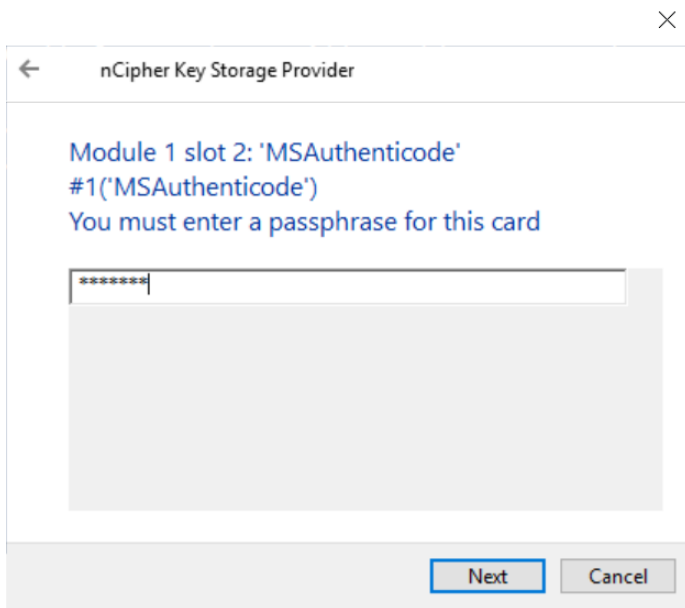 nCipher Key Storage Provider
Module 1 slot 2: 'MSAuthenticode'
#1('MSAuthenticode')
You must enter a passphrase for this card
*******
Next
Cancel